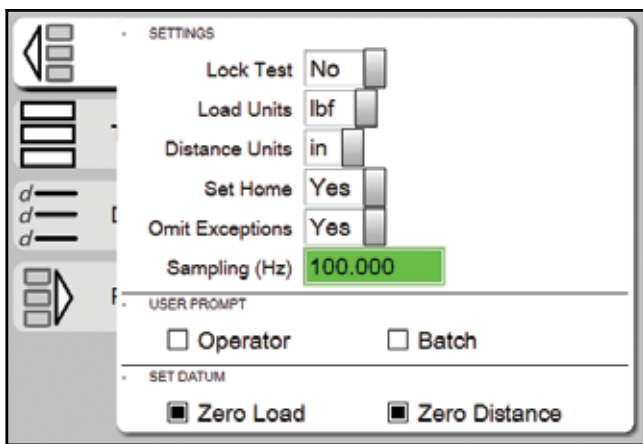 SETTINGS
Lock Test No
Load Units lbf
Distance Units in
Set Home Yes
Omit Exceptions Yes
Sampling (Hz) 100.000
USER PROMPT
Operator Batch
SET DATUM
Zero Load Zero Distance
d
d
d